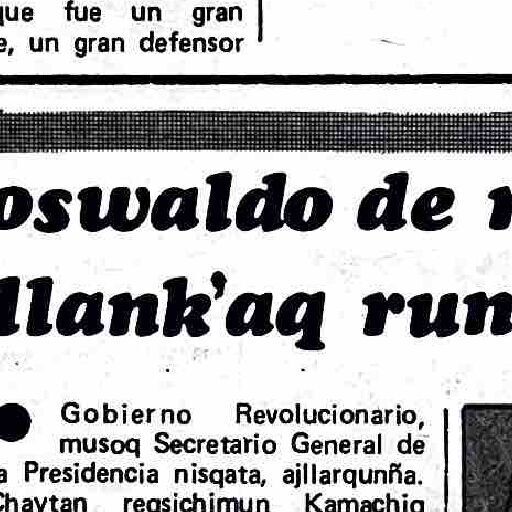 que fue un gran
e, un gran defensor
oswaldo de
llank'aq run
Gobierno Revolucionario,
musoq Secretario General de
a Presidencia nisqata, ajllarqunña.
Chaytan reqsichimun Kamachiq